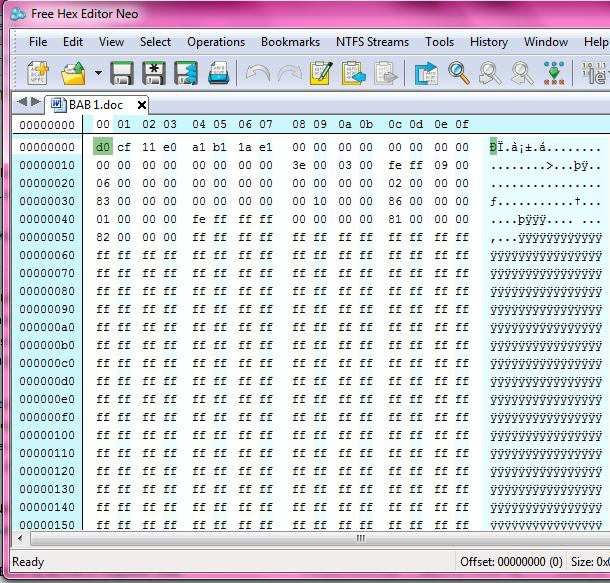 Free Hex Editor Neo
File Edit View Select Operations Bookmarks NTFS Streams Tools History Window Help
BAB 1.doc
00000000 00 01 02 03 04 05 06 07 08 09 0a 0b 0c 0d 0e 0f
00000000 d0 cf 11 e0 a1 b1 1a e1 00 00 00 00 00 00 00 00 ÐÏ.à¡±.á........
00000010 00 00 00 00 00 00 00 00 3e 00 03 00 fe ff 09 00 ........>...þÿ..
00000020 06 00 00 00 00 00 00 00 00 00 00 00 02 00 00 00 ................
00000030 83 00 00 00 00 00 00 00 00 10 00 00 86 00 00 00 ƒ...........†...
00000040 01 00 00 00 fe ff ff ff 00 00 00 00 81 00 00 00 ....þÿÿÿ.... ...
00000050 82 00 00 00 ff ff ff ff ff ff ff ff ff ff ff ff ‚...ÿÿÿÿÿÿÿÿÿÿÿÿ
00000060 ff ff ff ff ff ff ff ff ff ff ff ff ff ff ff ff ÿÿÿÿÿÿÿÿÿÿÿÿÿÿÿÿ
00000070 ff ff ff ff ff ff ff ff ff ff ff ff ff ff ff ff ÿÿÿÿÿÿÿÿÿÿÿÿÿÿÿÿ
00000080 ff ff ff ff ff ff ff ff ff ff ff ff ff ff ff ff ÿÿÿÿÿÿÿÿÿÿÿÿÿÿÿÿ
00000090 ff ff ff ff ff ff ff ff ff ff ff ff ff ff ff ff ÿÿÿÿÿÿÿÿÿÿÿÿÿÿÿÿ
000000a0 ff ff ff ff ff ff ff ff ff ff ff ff ff ff ff ff ÿÿÿÿÿÿÿÿÿÿÿÿÿÿÿÿ
000000b0 ff ff ff ff ff ff ff ff ff ff ff ff ff ff ff ff ÿÿÿÿÿÿÿÿÿÿÿÿÿÿÿÿ
000000c0 ff ff ff ff ff ff ff ff ff ff ff ff ff ff ff ff ÿÿÿÿÿÿÿÿÿÿÿÿÿÿÿÿ
000000d0 ff ff ff ff ff ff ff ff ff ff ff ff ff ff ff ff ÿÿÿÿÿÿÿÿÿÿÿÿÿÿÿÿ
000000e0 ff ff ff ff ff ff ff ff ff ff ff ff ff ff ff ff ÿÿÿÿÿÿÿÿÿÿÿÿÿÿÿÿ
000000f0 ff ff ff ff ff ff ff ff ff ff ff ff ff ff ff ff ÿÿÿÿÿÿÿÿÿÿÿÿÿÿÿÿ
00000100 ff ff ff ff ff ff ff ff ff ff ff ff ff ff ff ff ÿÿÿÿÿÿÿÿÿÿÿÿÿÿÿÿ
00000110 ff ff ff ff ff ff ff ff ff ff ff ff ff ff ff ff ÿÿÿÿÿÿÿÿÿÿÿÿÿÿÿÿ
00000120 ff ff ff ff ff ff ff ff ff ff ff ff ff ff ff ff ÿÿÿÿÿÿÿÿÿÿÿÿÿÿÿÿ
00000130 ff ff ff ff ff ff ff ff ff ff ff ff ff ff ff ff ÿÿÿÿÿÿÿÿÿÿÿÿÿÿÿÿ
00000140 ff ff ff ff ff ff ff ff ff ff ff ff ff ff ff ff ÿÿÿÿÿÿÿÿÿÿÿÿÿÿÿÿ
00000150 ff ff ff ff ff ff ff ff ff ff ff ff ff ff ff ff ÿÿÿÿÿÿÿÿÿÿÿÿÿÿÿÿ
Ready Offset: 00000000 (0) Size: